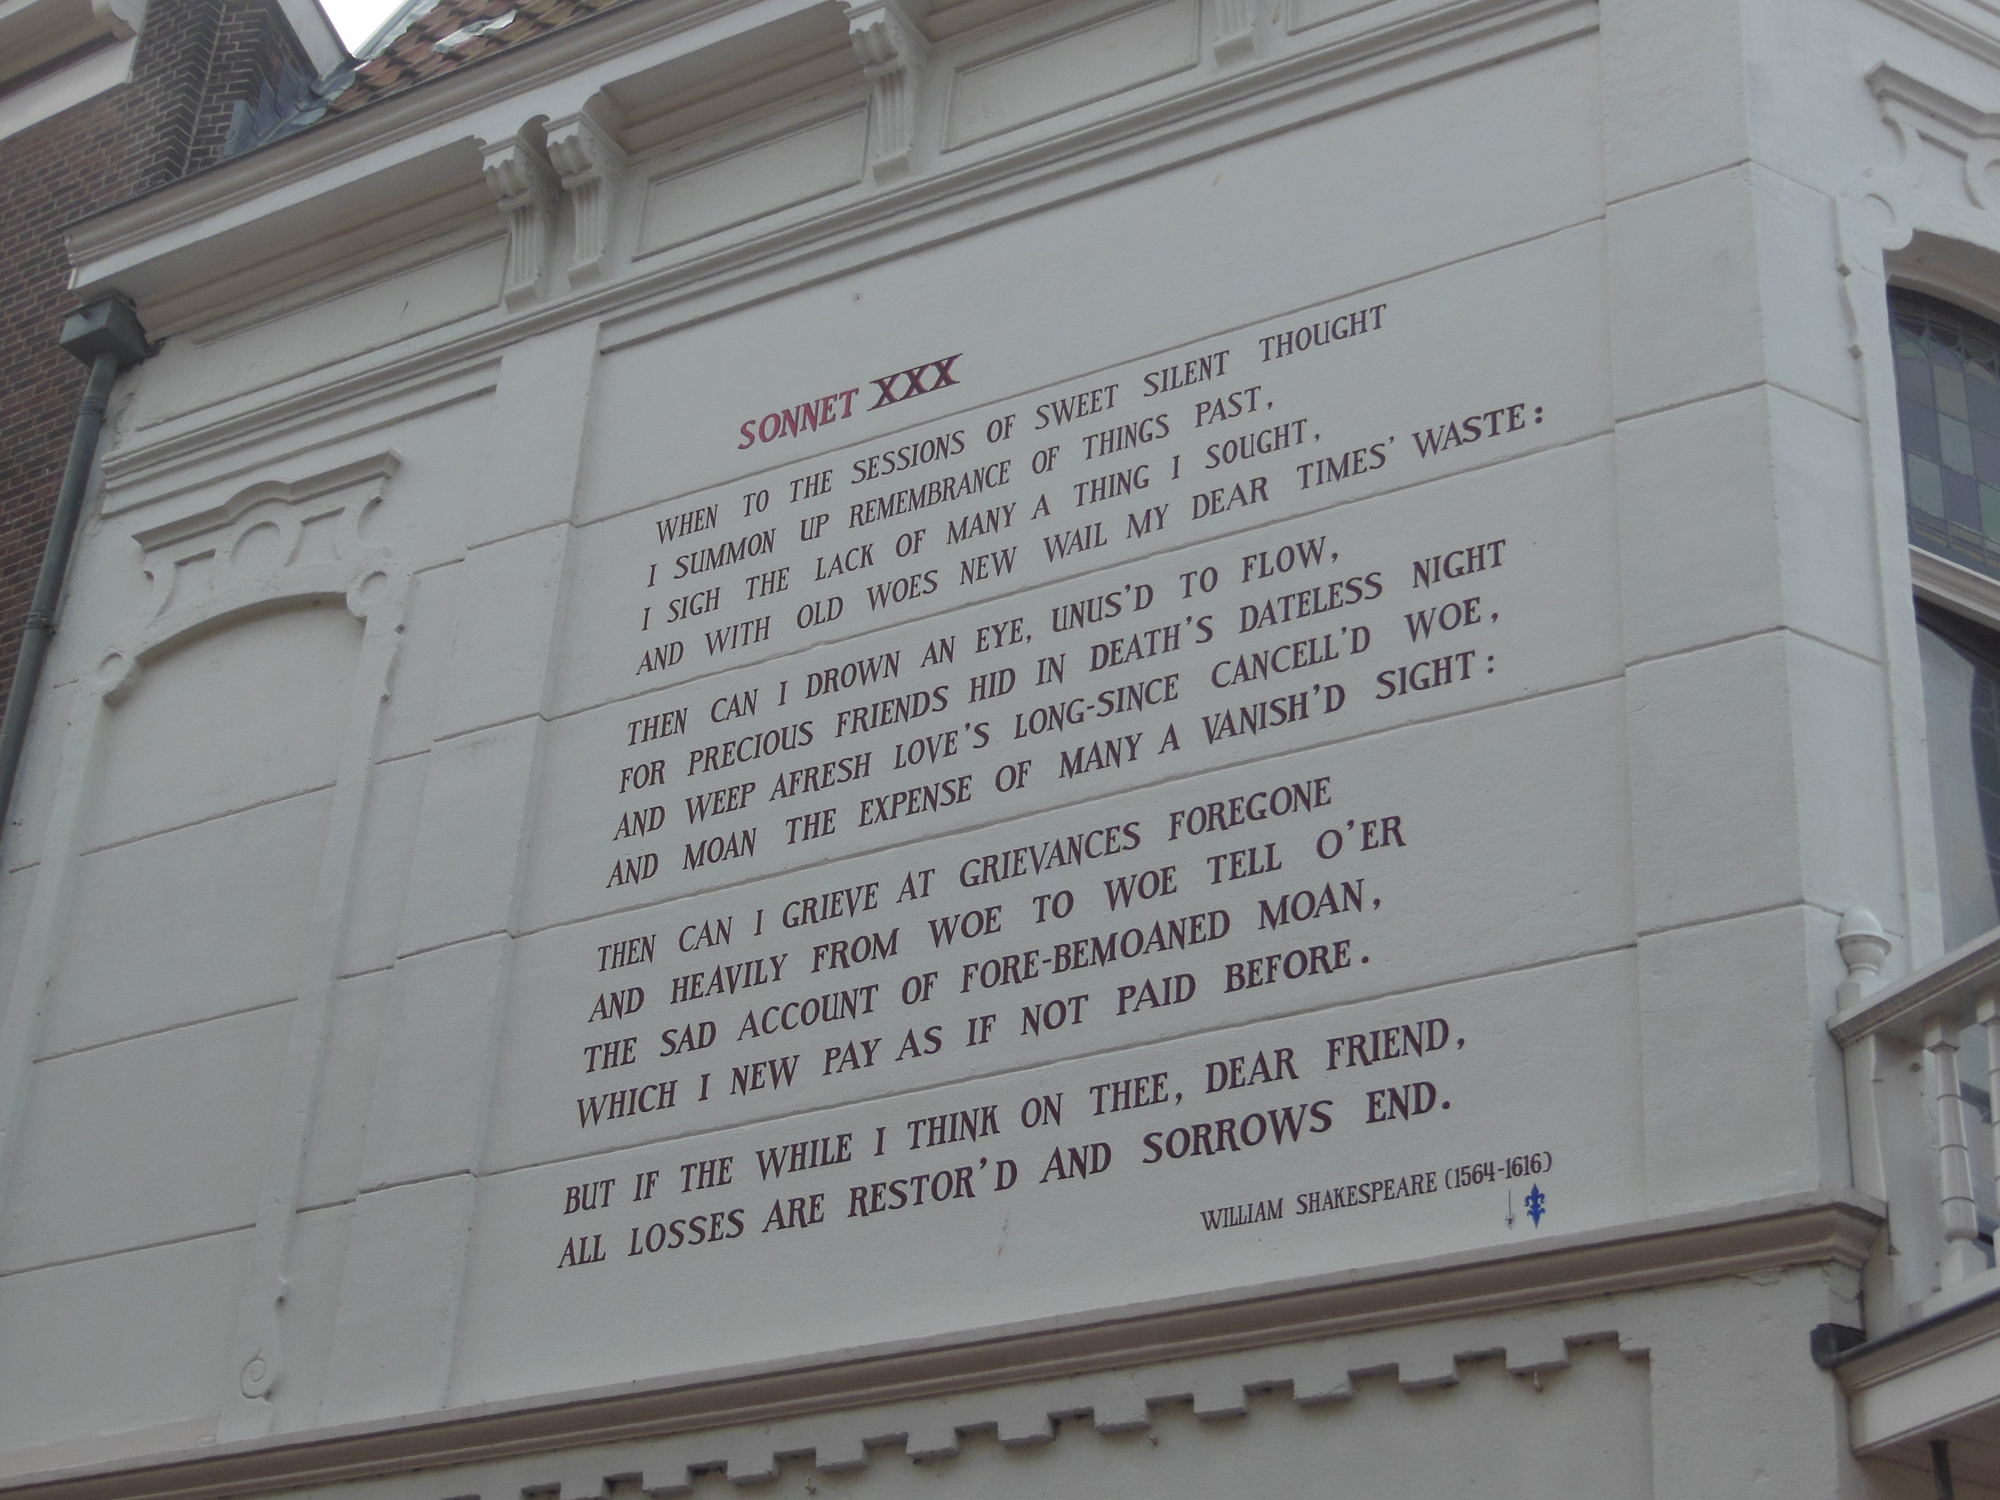 SONNET XXX
WHEN TO THE SESSIONS OF SWEET SILENT THOUGHT
I SUMMON UP REMEMBRANCE OF THINGS PAST,
I SIGH THE LACK OF MANY A THING I SOUGHT,
AND WITH OLD WOES NEW WAIL MY DEAR TIMES' WASTE:
THEN CAN I DROWN AN EYE, UNUS'D TO FLOW,
FOR PRECIOUS FRIENDS HID IN DEATH'S DATELESS NIGHT
AND WEEP AFRESH LOVE'S LONG-SINCE CANCELL'D WOE,
AND MOAN THE EXPENSE OF MANY A VANISH'D SIGHT:
THEN CAN I GRIEVE AT GRIEVANCES FOREGONE
AND HEAVILY FROM WOE TO WOE TELL O'ER
THE SAD ACCOUNT OF FORE-BEMOANED MOAN,
WHICH I NEW PAY AS IF NOT PAID BEFORE.
BUT IF THE WHILE I THINK ON THEE, DEAR FRIEND,
ALL LOSSES ARE RESTOR'D AND SORROWS END.
WILLIAM SHAKESPEARE (1564-1616)